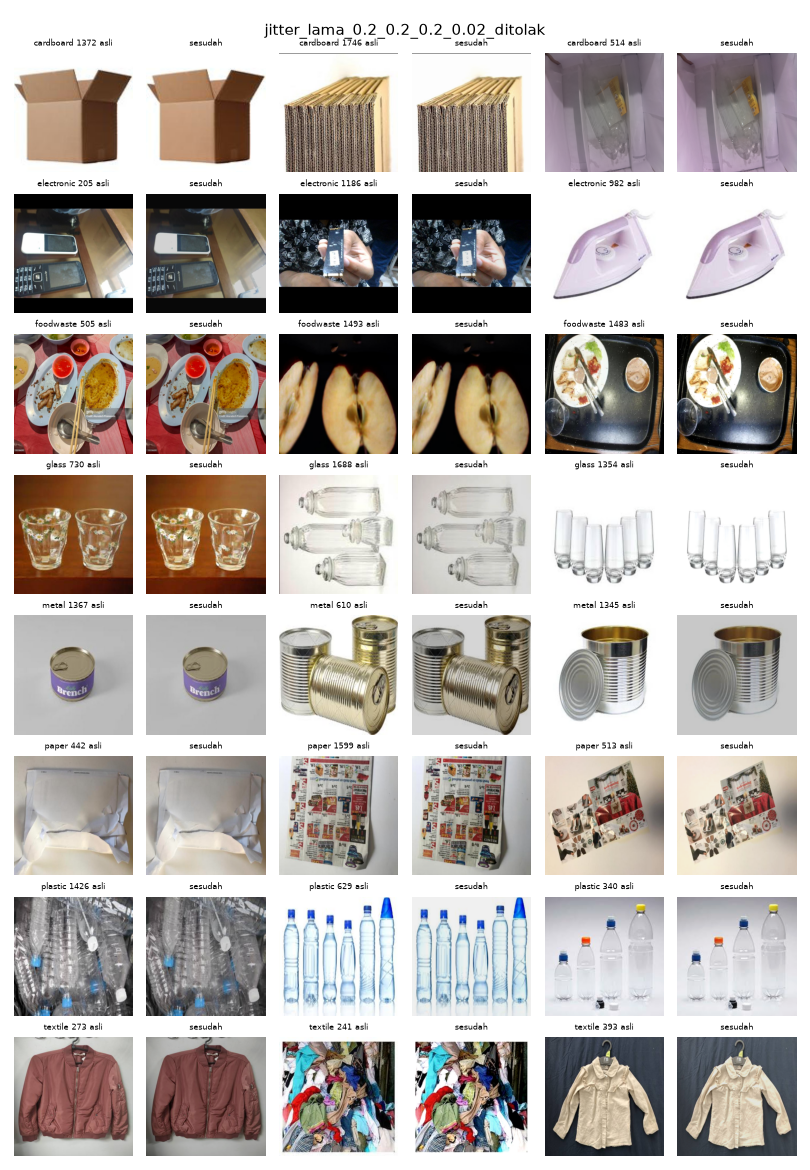 jitter_lama_0.2_0.2_0.2_0.02_ditolak
cardboard 1372 asli sesudah cardboard 1746 asli sesudah cardboard 514 asli sesudah
electronic 205 asli sesudah electronic 1186 asli sesudah electronic 982 asli sesudah
foodwaste 505 asli sesudah foodwaste 1493 asli sesudah foodwaste 1483 asli sesudah
glass 730 asli sesudah glass 1688 asli sesudah glass 1354 asli sesudah
metal 1367 asli sesudah metal 610 asli sesudah metal 1345 asli sesudah
Brench Brench
paper 442 asli sesudah paper 1599 asli sesudah paper 513 asli sesudah
plastic 1426 asli sesudah plastic 629 asli sesudah plastic 340 asli sesudah
textile 273 asli sesudah textile 241 asli sesudah textile 393 asli sesudah